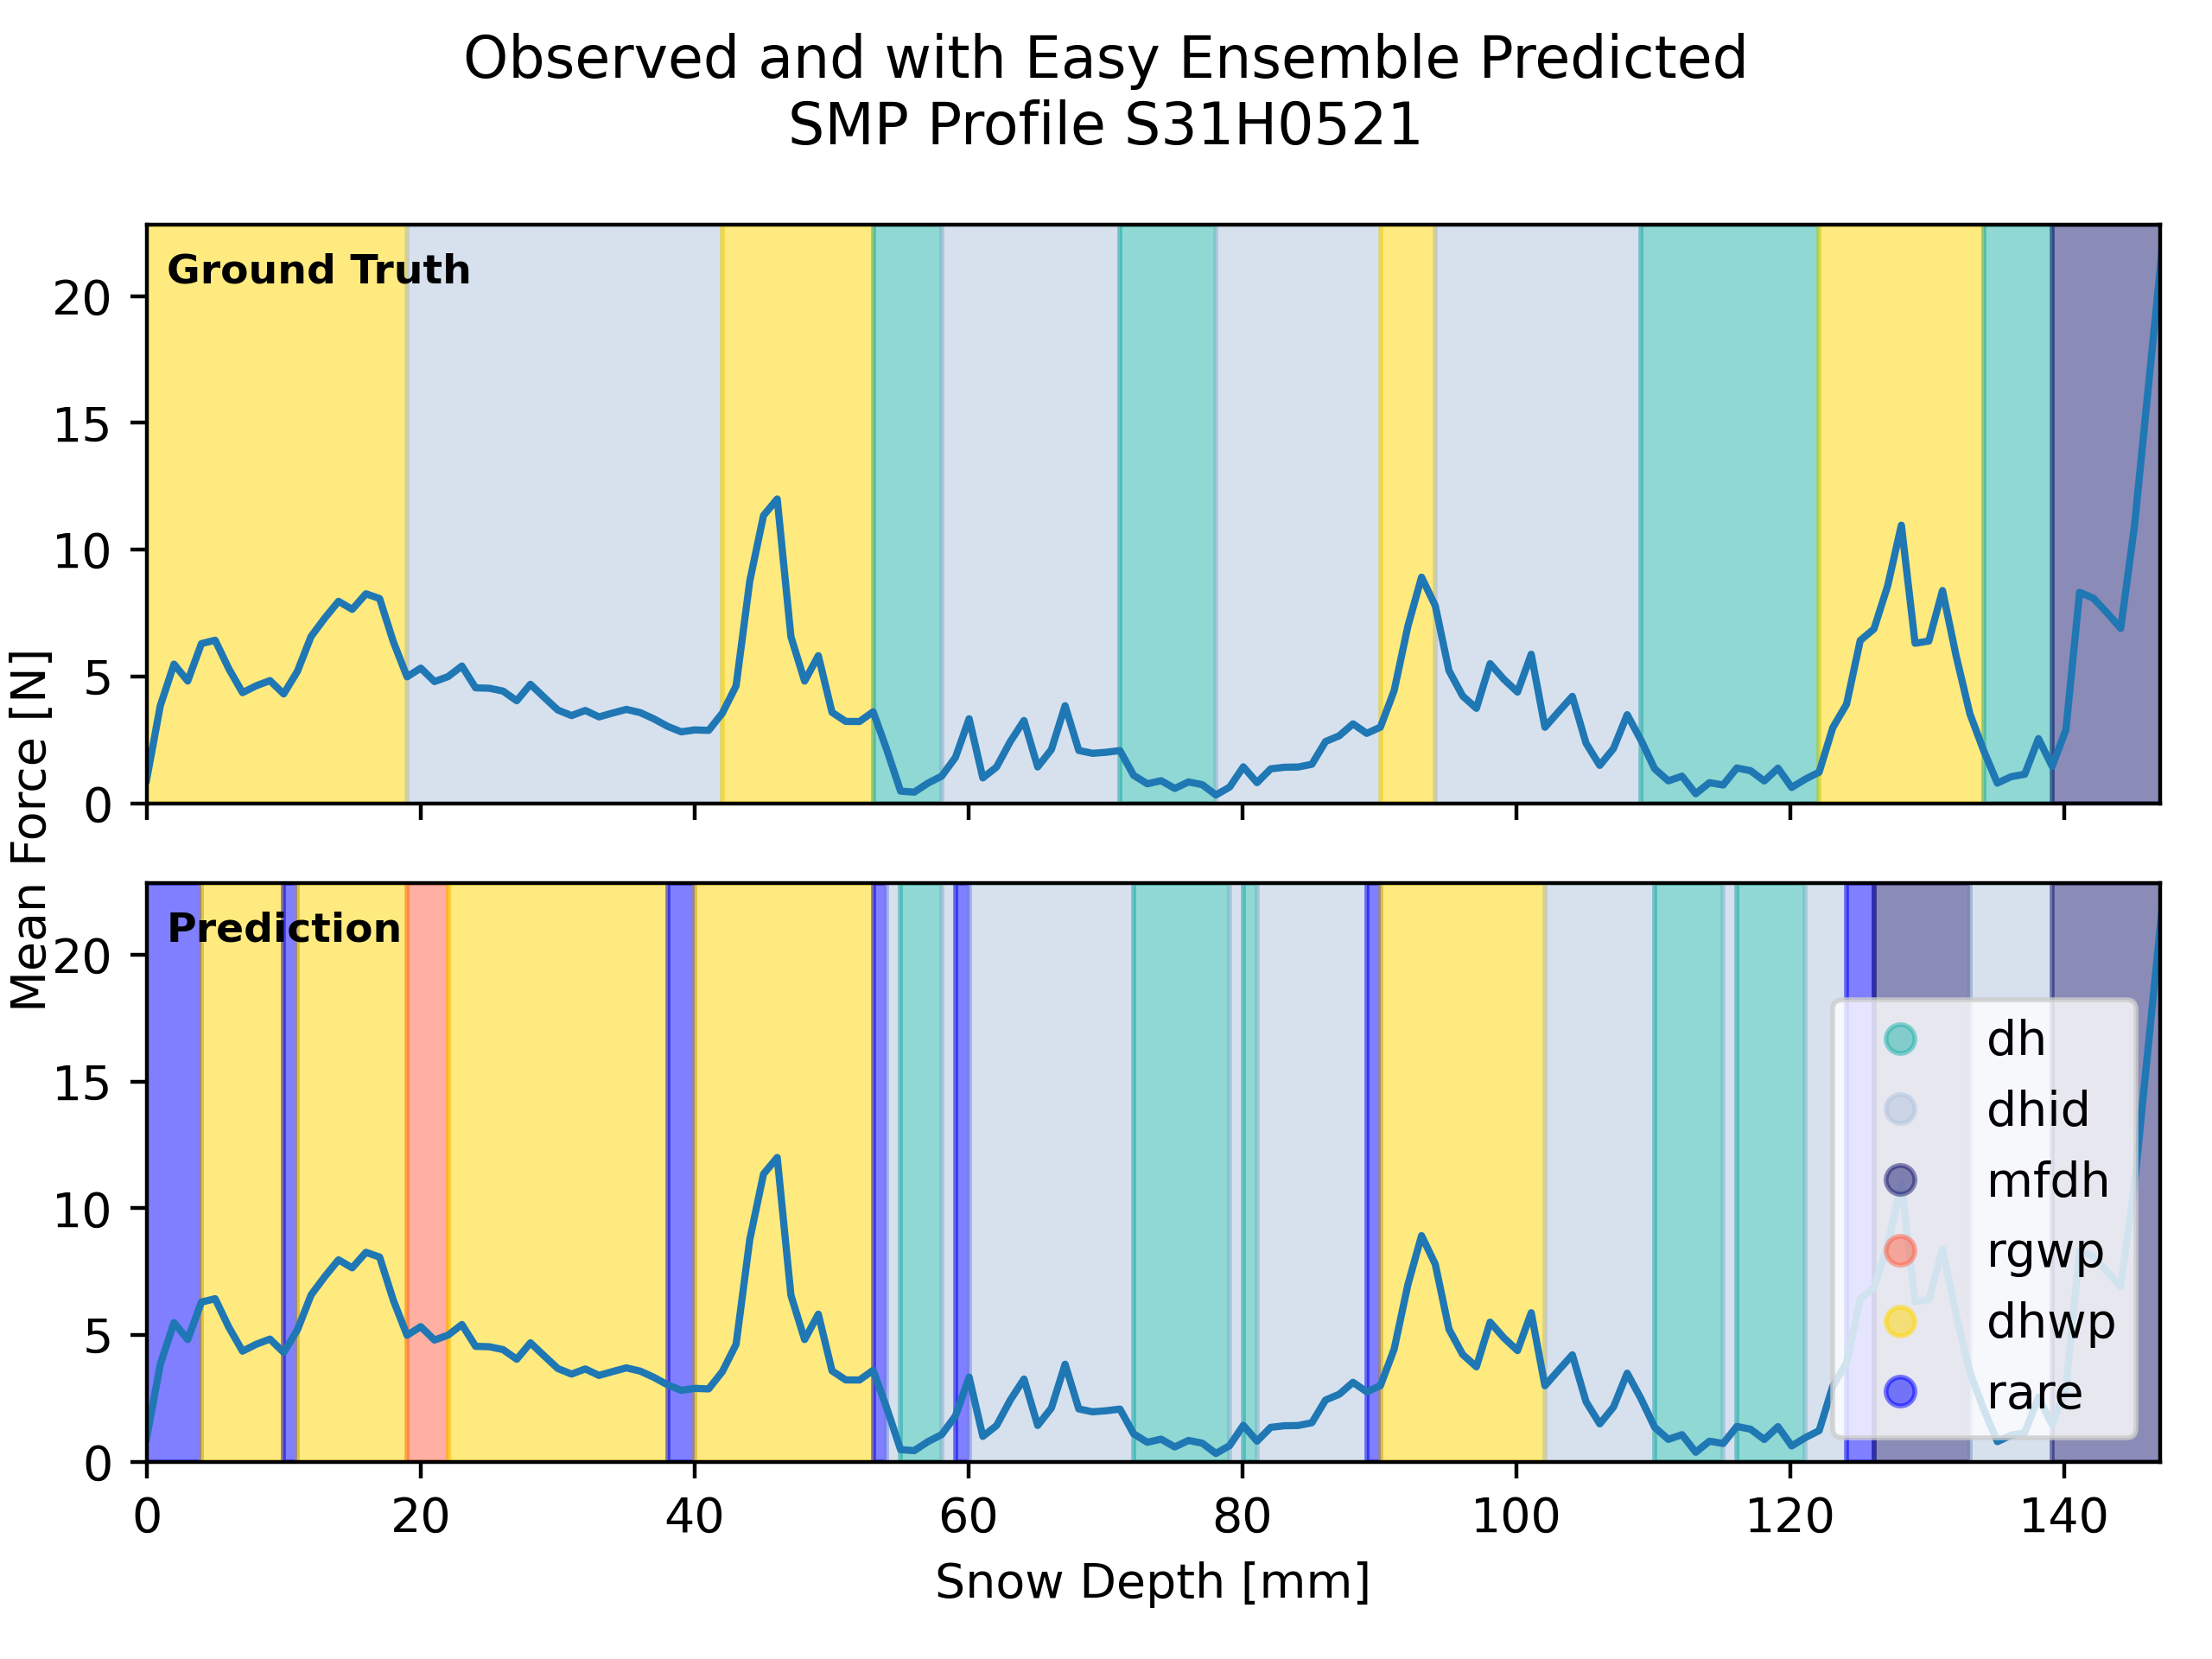 Observed and with Easy Ensemble Predicted
SMP Profile S31H0521
Ground Truth
20
15
10
5
0
Mean Force [N]
Prediction
20
15
10
5
0
dh
dhid
mfdh
rgwp
dhwp
rare
0 20 40 60 80 100 120 140
Snow Depth [mm]